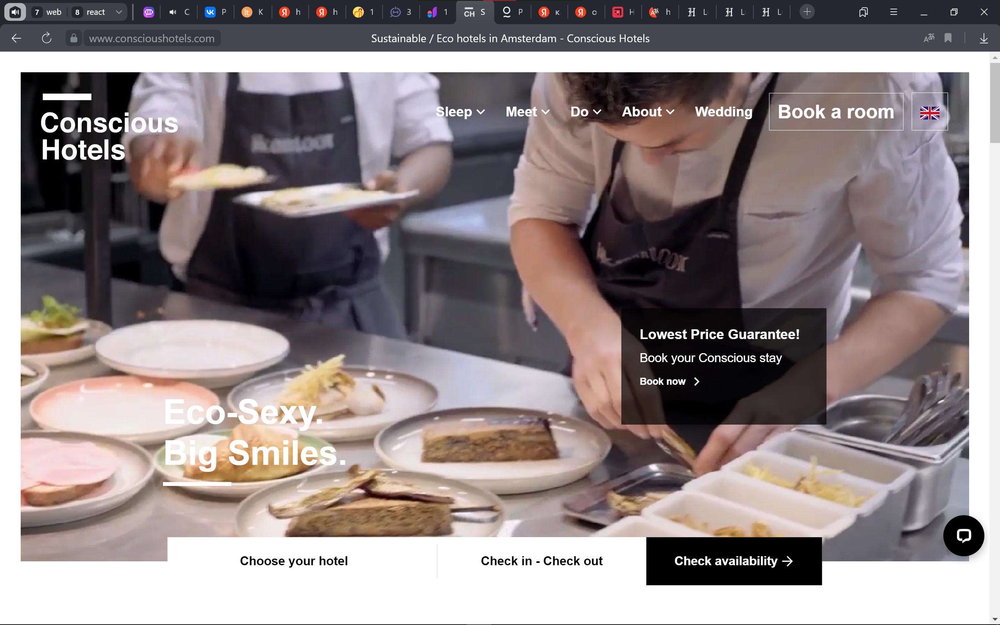 7 web 8 react C P K h h 1 3 1 CH S P к о H h L L L
www.conscioushotels.com
Sustainable / Eco hotels in Amsterdam - Conscious Hotels
Conscious
Hotels
Sleep Meet Do About Wedding Book a room
Lowest Price Guarantee!
Book your Conscious stay
Book now
Eco-Sexy.
Big Smiles.
Choose your hotel
Check in - Check out
Check availability →